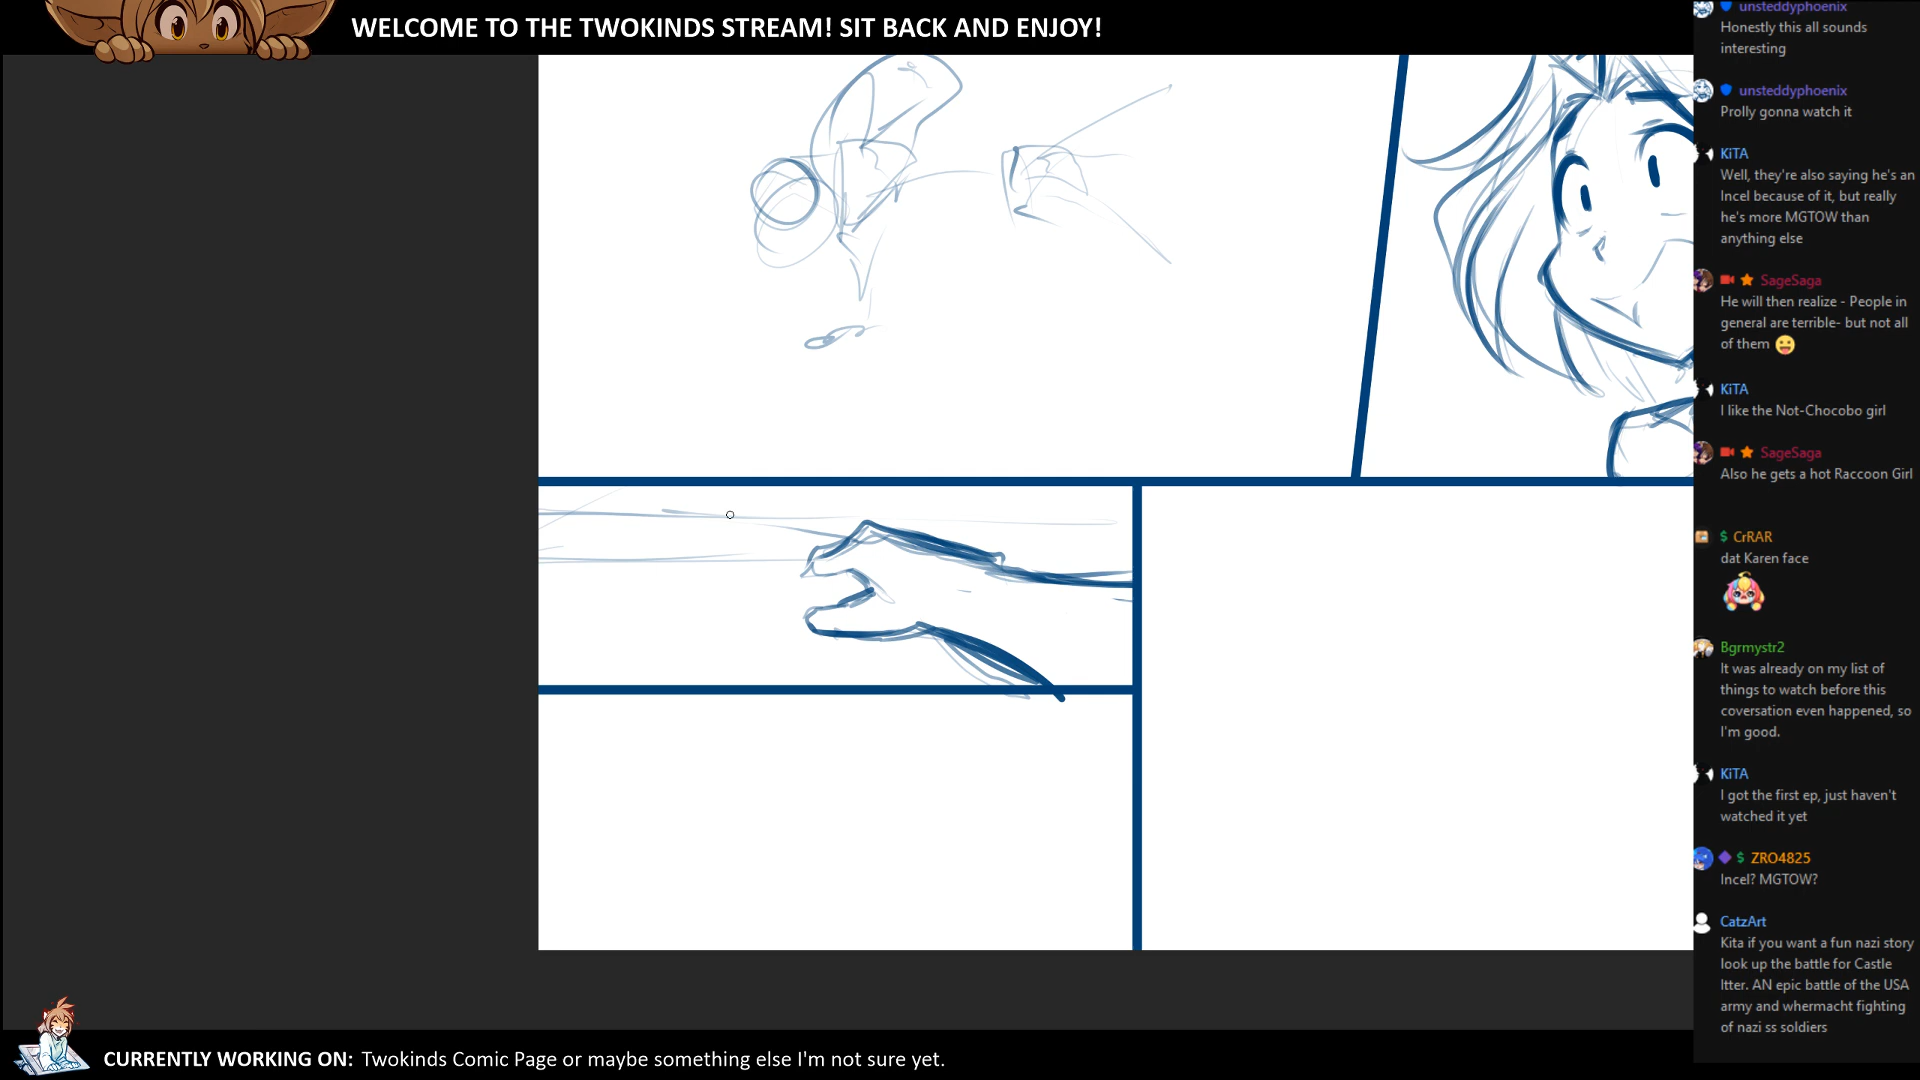 WELCOME TO THE TWOKINDS STREAM! SIT BACK AND ENJOY!
unsteddyphoenix
Honestly this all sounds
interesting
unsteddyphoenix
Prolly gonna watch it
KiTA
Well, they're also saying he's an
Incel because of it, but really
he's more MGTOW than
anything else
SageSaga
He will then realize - People in
general are terrible- but not all
of them
KiTA
I like the Not-Chocobo girl
SageSaga
Also he gets a hot Raccoon Girl
$ CrRAR
dat Karen face
Bgrmystr2
It was already on my list of
things to watch before this
coversation even happened, so
I'm good.
KiTA
I got the first ep, just haven't
watched it yet
$ ZRO4825
Incel? MGTOW?
CatzArt
Kita if you want a fun nazi story
look up the battle for Castle
Itter. AN epic battle of the USA
army and whermacht fighting
of nazi ss soldiers
CURRENTLY WORKING ON: Twokinds Comic Page or maybe something else I'm not sure yet.